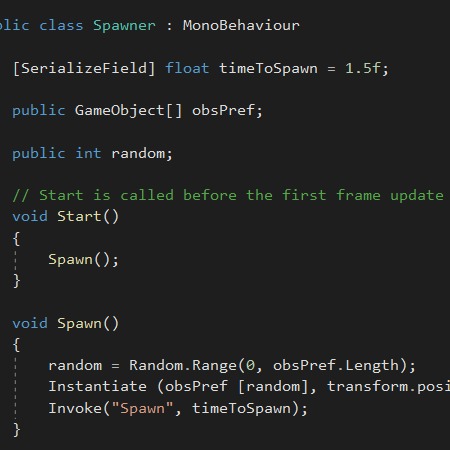 lic class Spawner : MonoBehaviour
[SerializeField] float timeToSpawn = 1.5f;
public GameObject[] obsPref;
public int random;
// Start is called before the first frame update
void Start()
{
Spawn();
}
void Spawn()
{
random = Random.Range(0, obsPref.Length);
Instantiate (obsPref [random], transform.posi
Invoke("Spawn", timeToSpawn);
}